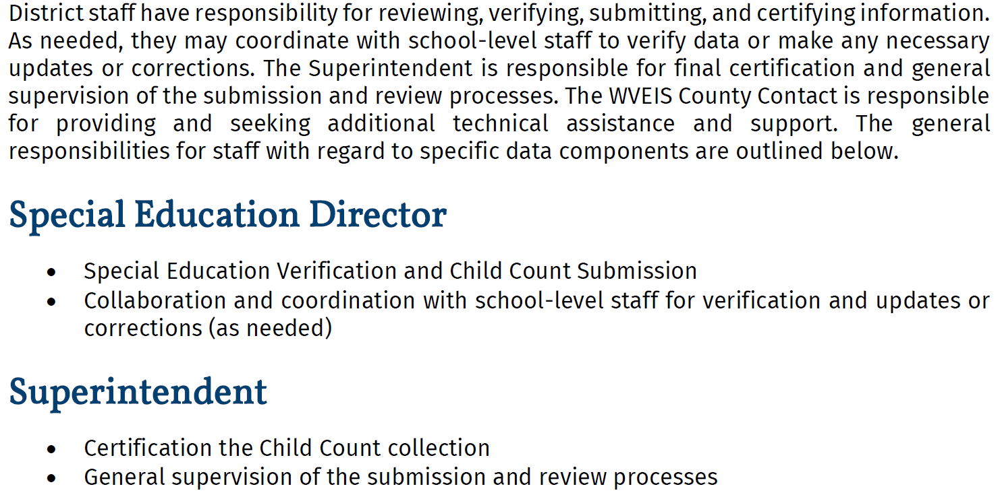 District staff have responsibility for reviewing, verifying, submitting, and certifying information.
As needed, they may coordinate with school-level staff to verify data or make any necessary
updates or corrections. The Superintendent is responsible for final certification and general
supervision of the submission and review processes. The WVEIS County Contact is responsible
for providing and seeking additional technical assistance and support. The general
responsibilities for staff with regard to specific data components are outlined below.
Special Education Director
• Special Education Verification and Child Count Submission
• Collaboration and coordination with school-level staff for verification and updates or
corrections (as needed)
Superintendent
• Certification the Child Count collection
• General supervision of the submission and review processes